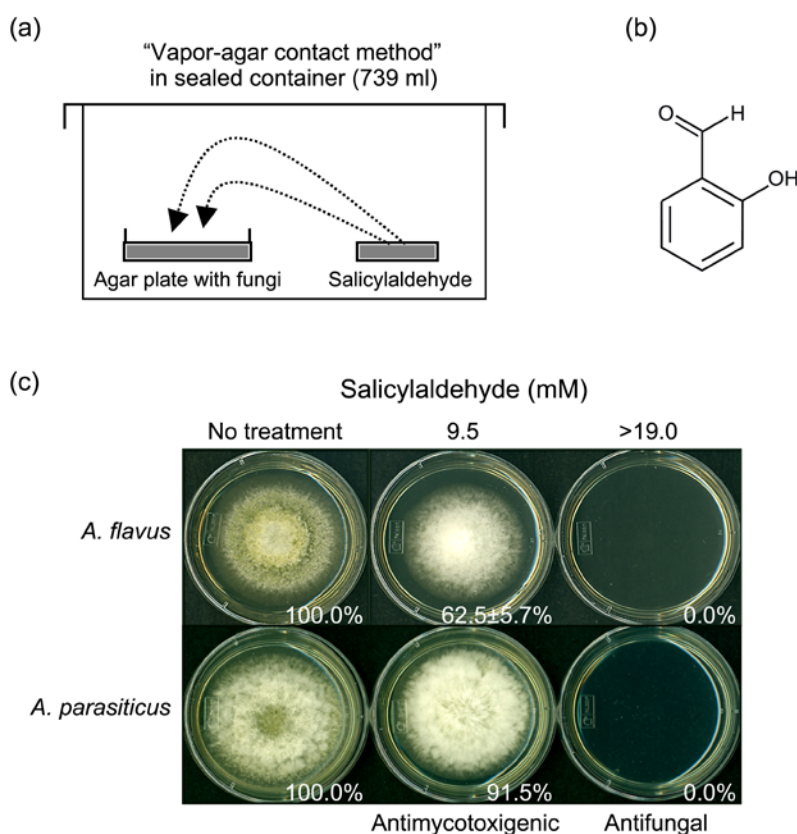 (a)
"Vapor-agar contact method"
in sealed container (739 ml)
Agar plate with fungi
Salicylaldehyde
(b)
O
H
OH
(c)
Salicylaldehyde (mM)
No treatment
9.5
>19.0
A. flavus
100.0%
62.5±5.7%
0.0%
A. parasiticus
100.0%
91.5%
0.0%
Antimycotoxigenic
Antifungal